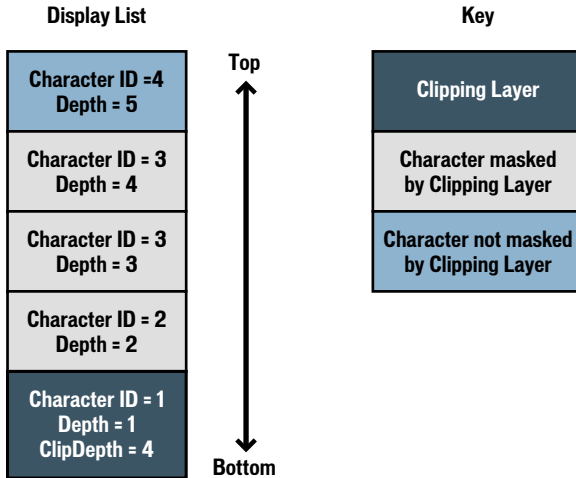 Display List
Character ID =4
Depth = 5
Character ID = 3
Depth = 4
Character ID = 3
Depth = 3
Character ID = 2
Depth = 2
Character ID = 1
Depth = 1
ClipDepth = 4
Top
Bottom
Key
Clipping Layer
Character masked
by Clipping Layer
Character not masked
by Clipping Layer